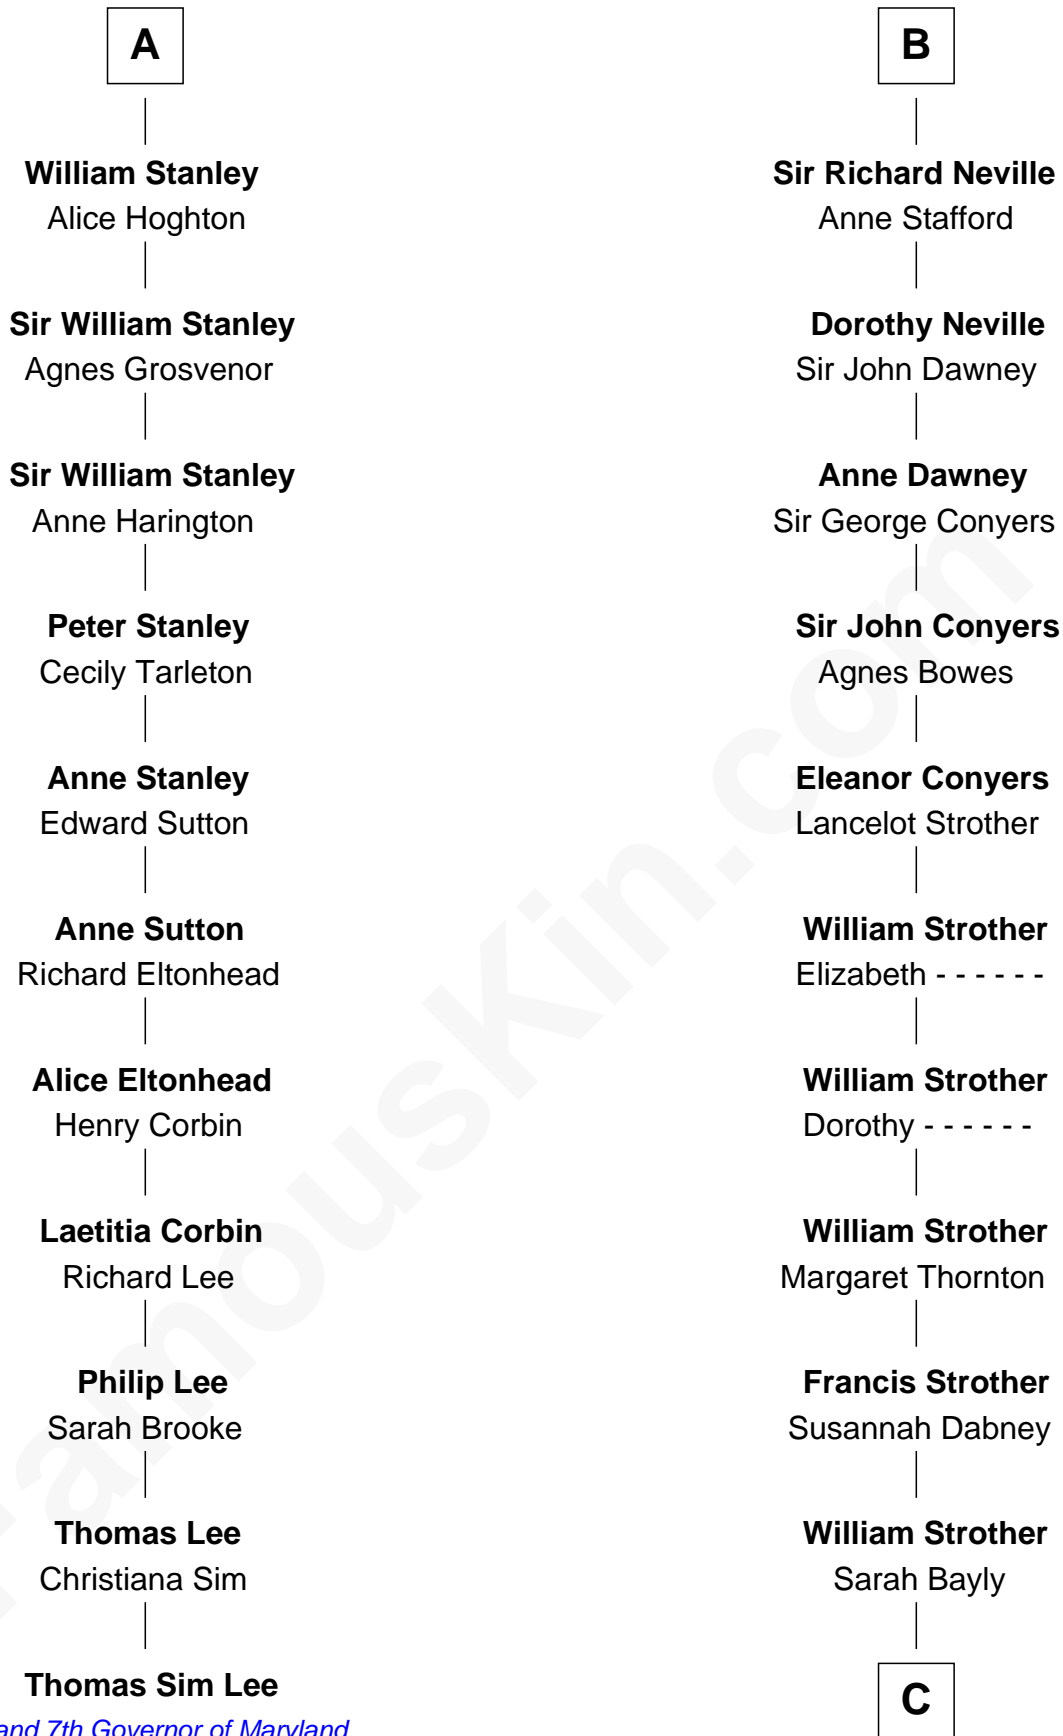 A
William Stanley
Alice Hoghton
Sir William Stanley
Agnes Grosvenor
Sir William Stanley
Anne Harington
Peter Stanley
Cecily Tarleton
Anne Stanley
Edward Sutton
Anne Sutton
Richard Eltonhead
Alice Eltonhead
Henry Corbin
Laetitia Corbin
Richard Lee
Philip Lee
Sarah Brooke
Thomas Lee
Christiana Sim
Thomas Sim Lee
and 7th Governor of Maryland
B
Sir Richard Neville
Anne Stafford
Dorothy Neville
Sir John Dawney
Anne Dawney
Sir George Conyers
Sir John Conyers
Agnes Bowes
Eleanor Conyers
Lancelot Strother
William Strother
Elizabeth - - - - - -
William Strother
Dorothy - - - - - -
William Strother
Margaret Thornton
Francis Strother
Susannah Dabney
William Strother
Sarah Bayly
C
FamousKin.com